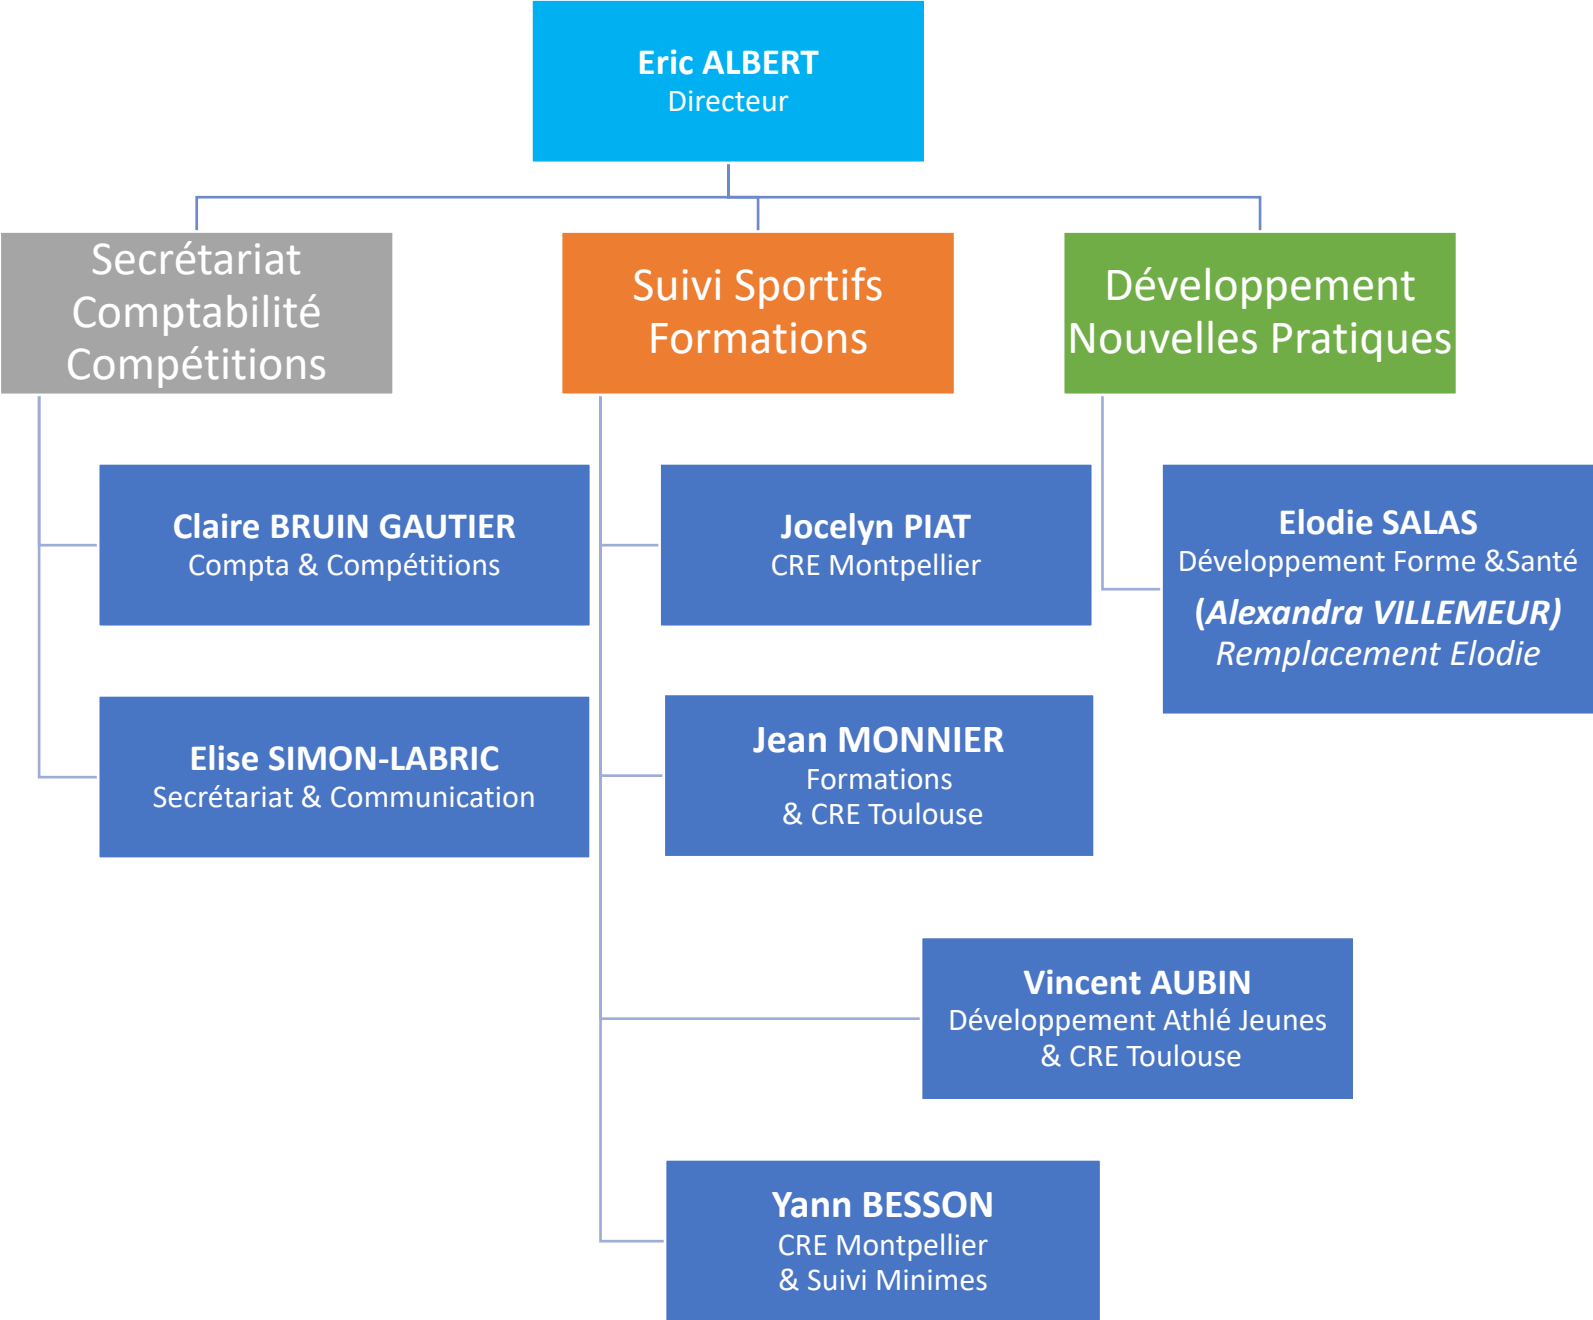 Eric ALBERT
Directeur
Secrétariat
Comptabilité
Compétitions
Suivi Sportifs
Formations
Développement
Nouvelles Pratiques
Claire BRUIN GAUTIER
Compta & Compétitions
Elise SIMON-LABRIC
Secrétariat & Communication
Jocelyn PIAT
CRE Montpellier
Jean MONNIER
Formations
& CRE Toulouse
Vincent AUBIN
Développement Athlé Jeunes
& CRE Toulouse
Yann BESSON
CRE Montpellier
& Suivi Minimes
Elodie SALAS
Développement Forme &Santé
(Alexandra VILLEMEUR)
Remplacement Elodie